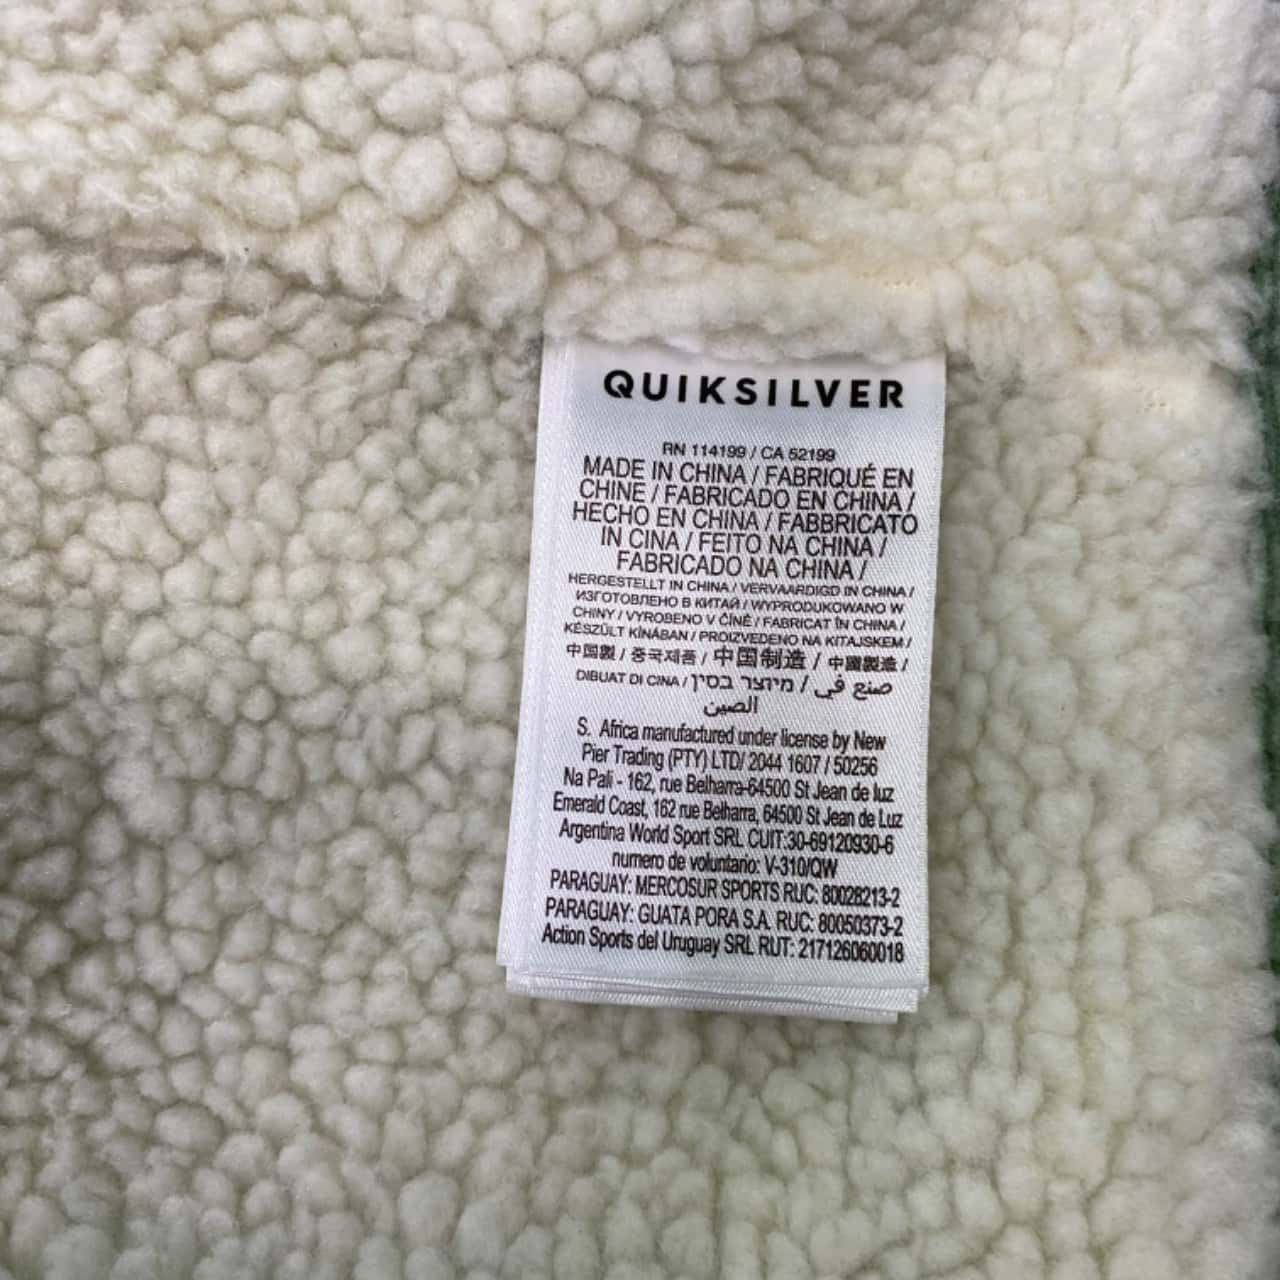 QUIKSILVER
RN 114199 / CA 52199
MADE IN CHINA / FABRIQUÉ EN
CHINE / FABRICADO EN CHINA /
HECHO EN CHINA / FABBRICATO
IN CINA / FEITO NA CHINA /
FABRICADO NA CHINA /
HERGESTELLT IN CHINA / VERVAARDIGD IN CHINA /
ИЗГОТОВЛЕНО В КИТАЙ / WYPRODUKOWANO W
CHINY / VYROBENO V ČÍNĚ / FABRICAT ÎN CHINA /
KÉSZÜLT KÍNÁBAN / PROIZVEDENO NA KITAJSKEM /
中国製 / 중국제품 / 中国制造 / 中國製造 /
DIBUAT DI CINA / מיוצר בסין / صنع في
الصين
S. Africa manufactured under license by New
Pier Trading (PTY) LTD/ 2044 1607 / 50256
Na Pali - 162, rue Belharra-64500 St Jean de luz
Emerald Coast, 162 rue Belharra, 64500 St Jean de Luz
Argentina World Sport SRL CUIT:30-69120930-6
numero de voluntario: V-310/QW
PARAGUAY: MERCOSUR SPORTS RUC: 80028213-2
PARAGUAY: GUATA PORA S.A. RUC: 80050373-2
Action Sports del Uruguay SRL RUT: 217126060018